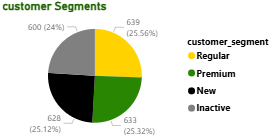 customer Segments
600 (24%)
639
(25.56%)
customer_segment
Regular
Premium
New
Inactive
628
(25.12%)
633
(25.32%)